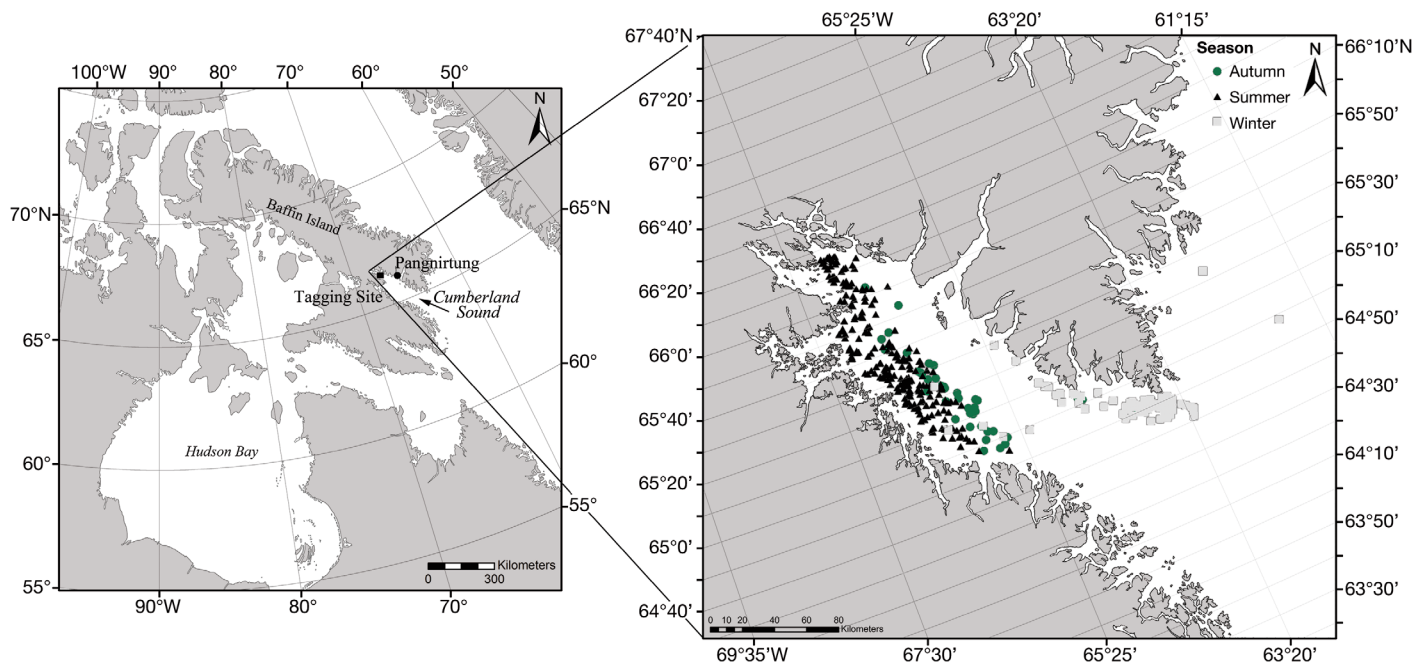 65°25’W 63°20’ 61°15’
67°40’N
100°W 90° 80° 70° 60° 50°
N
Baffin Island
70°N
65°N
Pangnirtung
Tagging Site
Cumberland
Sound
65°
60°
Hudson Bay
60°
55°
Kilometers
0 300
55°
90°W 80° 70°
Season
Autumn
Summer
Winter
N
66°10’N
67°20’
65°50’
67°0’
65°30’
66°40’
65°10’
66°20’
64°50’
66°0’
64°30’
65°40’
64°10’
65°20’
63°50’
65°0’
63°30’
64°40’
0 10 20 40 60 80
Kilometers
69°35’W 67°30’ 65°25’ 63°20’